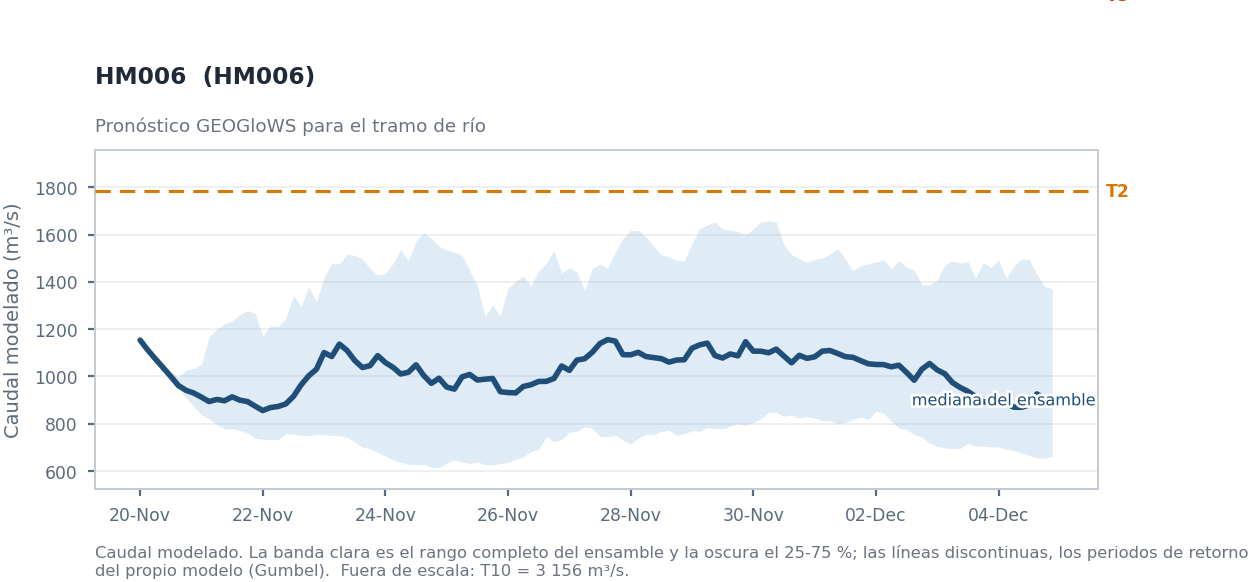 HM006 (HM006)
Pronóstico GEOGloWS para el tramo de río
Caudal modelado (m³/s)
1800
1600
1400
1200
1000
800
600
T2
mediana del ensamble
20-Nov
22-Nov
24-Nov
26-Nov
28-Nov
30-Nov
02-Dec
04-Dec
Caudal modelado. La banda clara es el rango completo del ensamble y la oscura el 25-75 %; las líneas discontinuas, los periodos de retorno
del propio modelo (Gumbel). Fuera de escala: T10 = 3 156 m³/s.